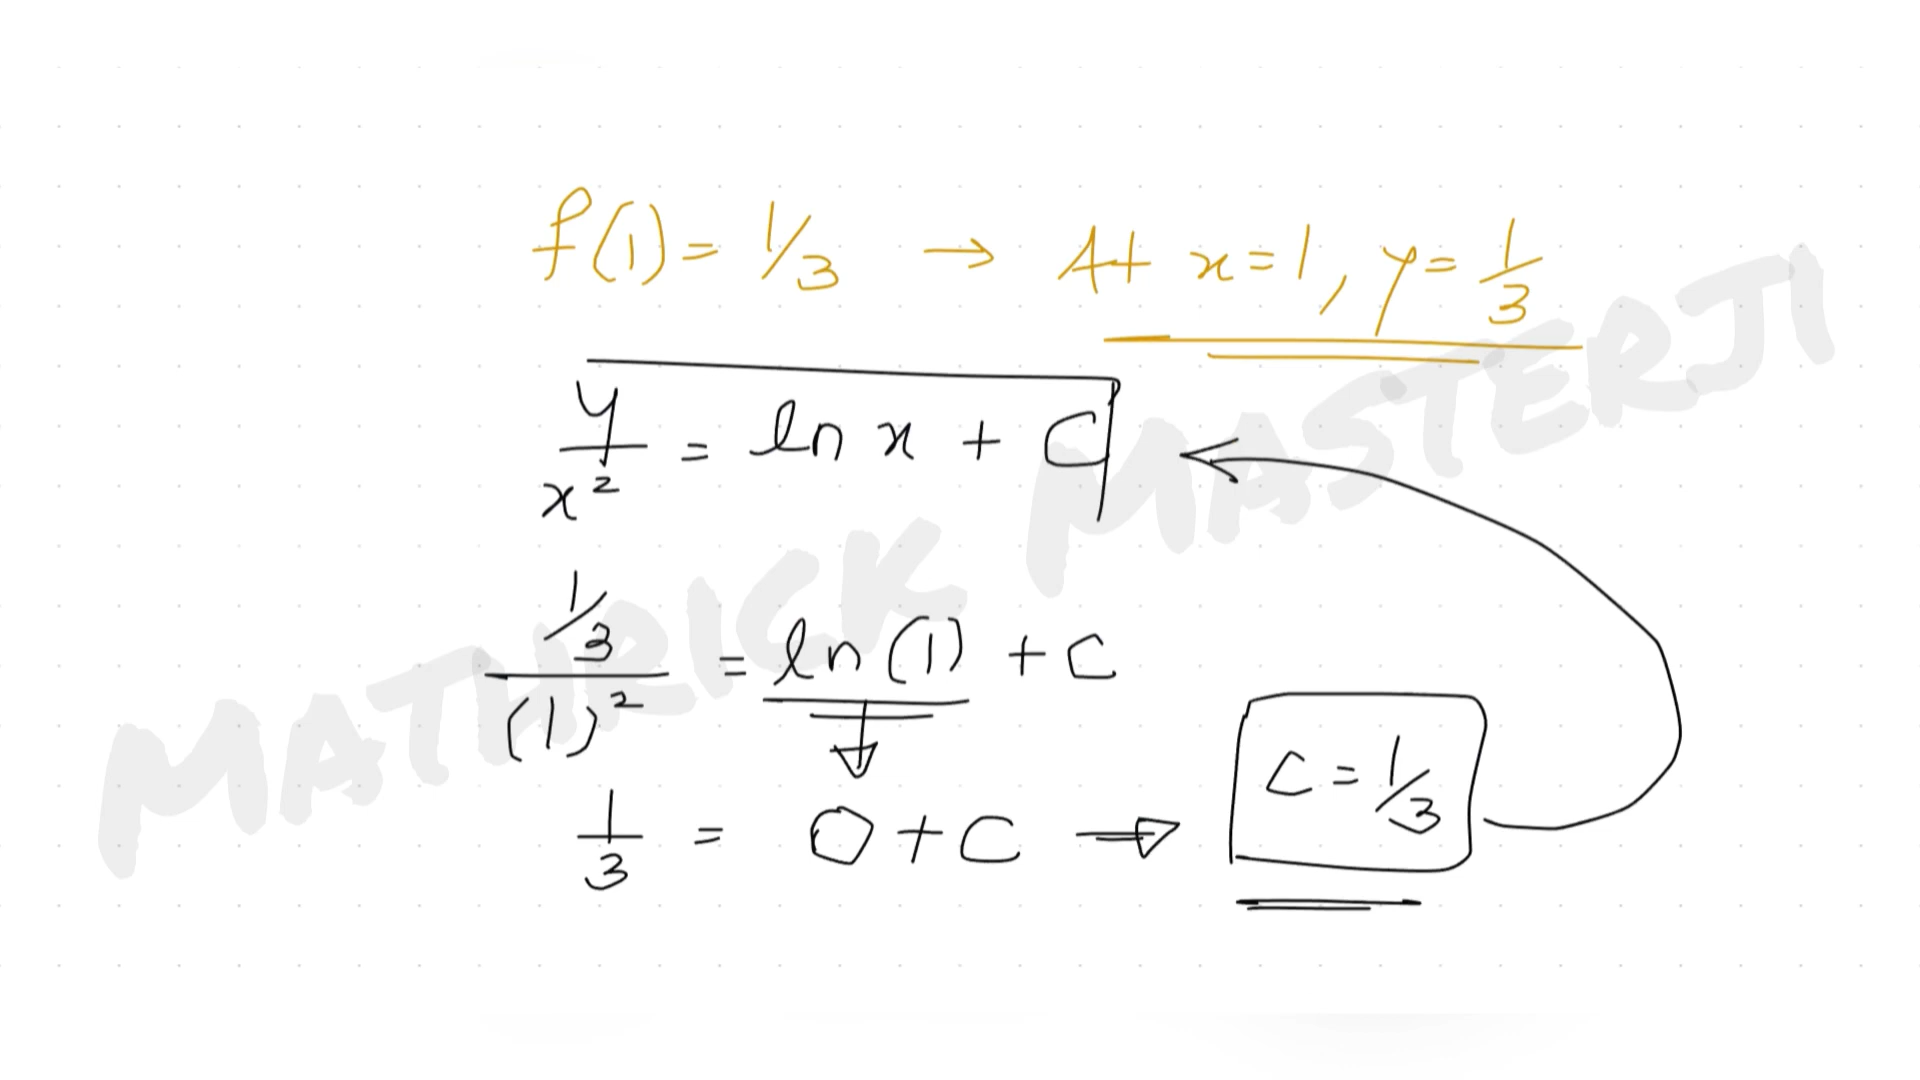 f(1) = 1/3 → At x=1, y = 1/3
y/x² = ln x + C
(1/3)/(1)² = ln(1) + C
1/3 = 0 + C → C = 1/3
MATHRICK MASTERJI